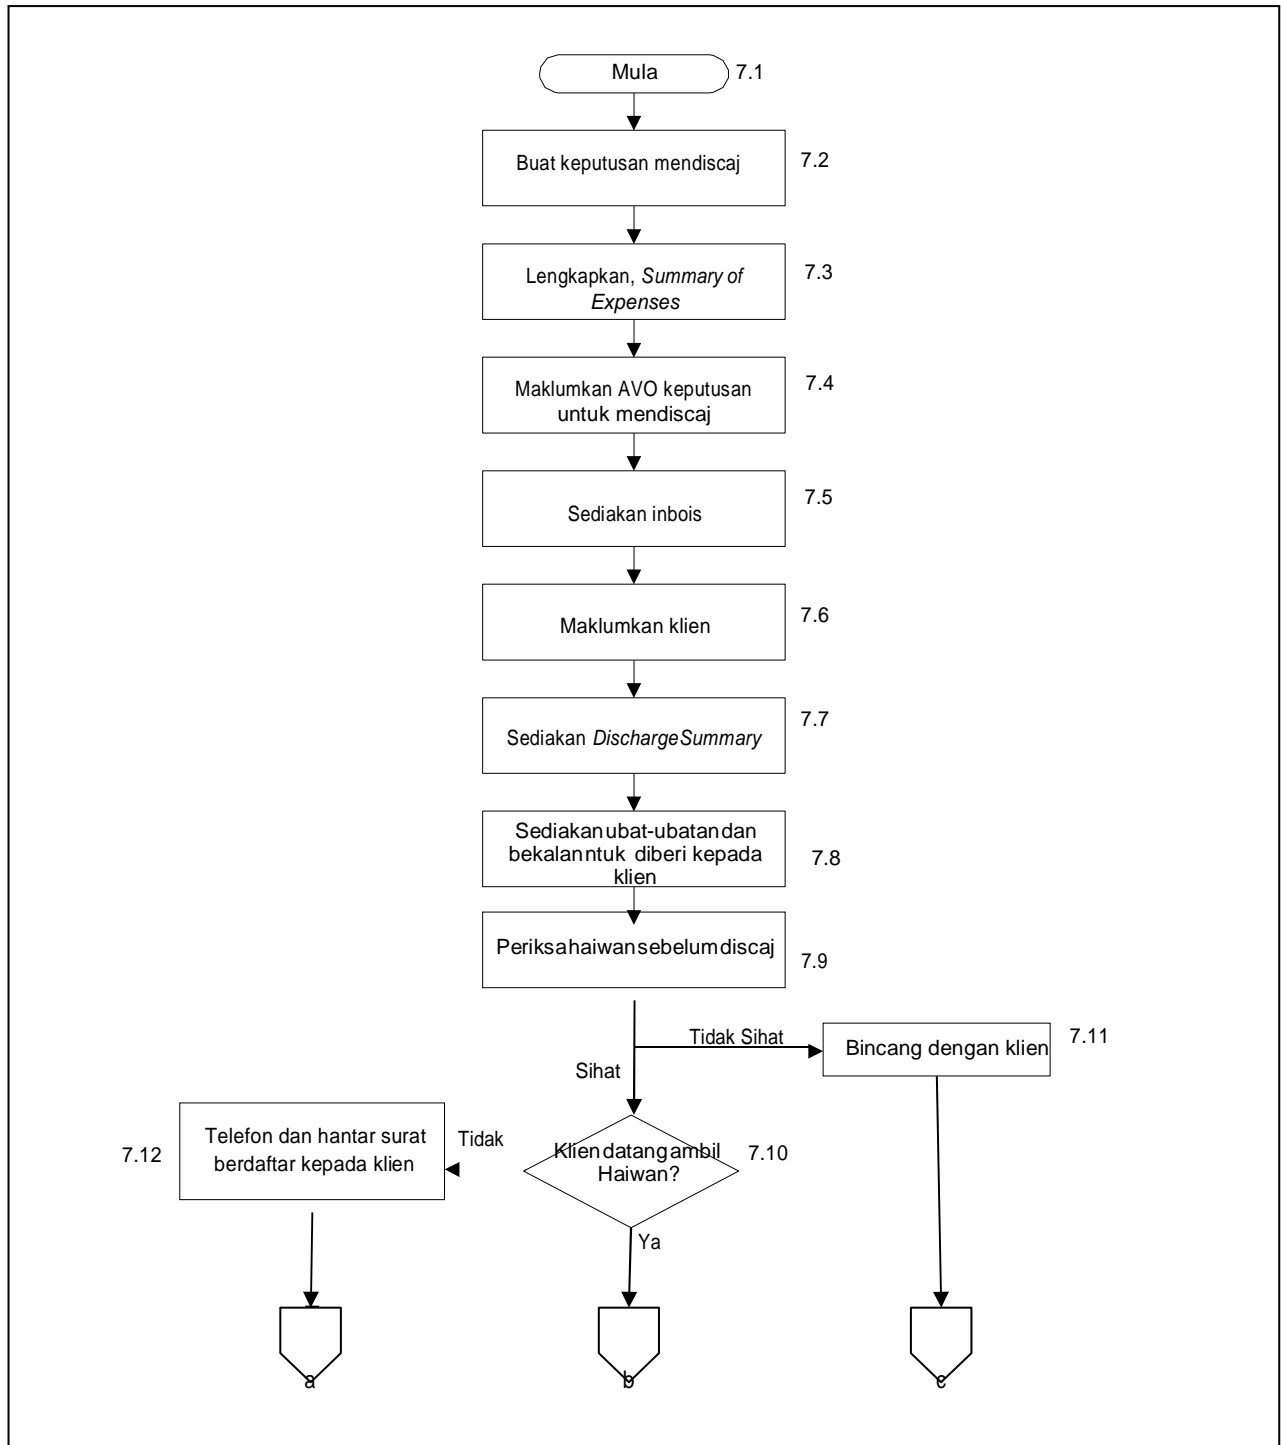 Mula
7.1
Buat keputusan mendiscaj
7.2
Lengkapkan, Summary of
Expenses
7.3
Maklumkan AVO keputusan
untuk mendiscaj
7.4
Sediakan inbois
7.5
Maklumkan klien
7.6
Sediakan DischargeSummary
7.7
Sediakanubat-ubatandan
bekalanntuk diberi kepada
klien
7.8
Periksahaiwansebelumdiscaj
7.9
Tidak Sihat
Bincang dengan klien
7.11
Sihat
7.12
Telefon dan hantar surat
berdaftar kepada klien
Tidak
Kliendatangambil
Haiwan?
7.10
Ya
a
b
c